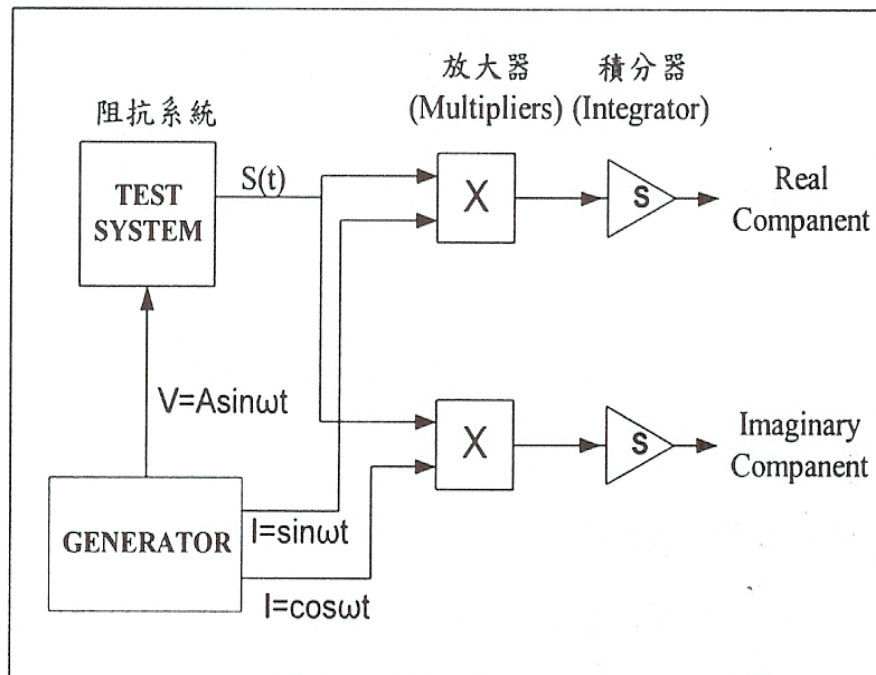 阻抗系統
放大器
(Multipliers)
積分器
(Integrator)
TEST
SYSTEM
S(t)
X
S
Real
Companent
V=Asinωt
X
S
Imaginary
Companent
GENERATOR
I=sinωt
I=cosωt